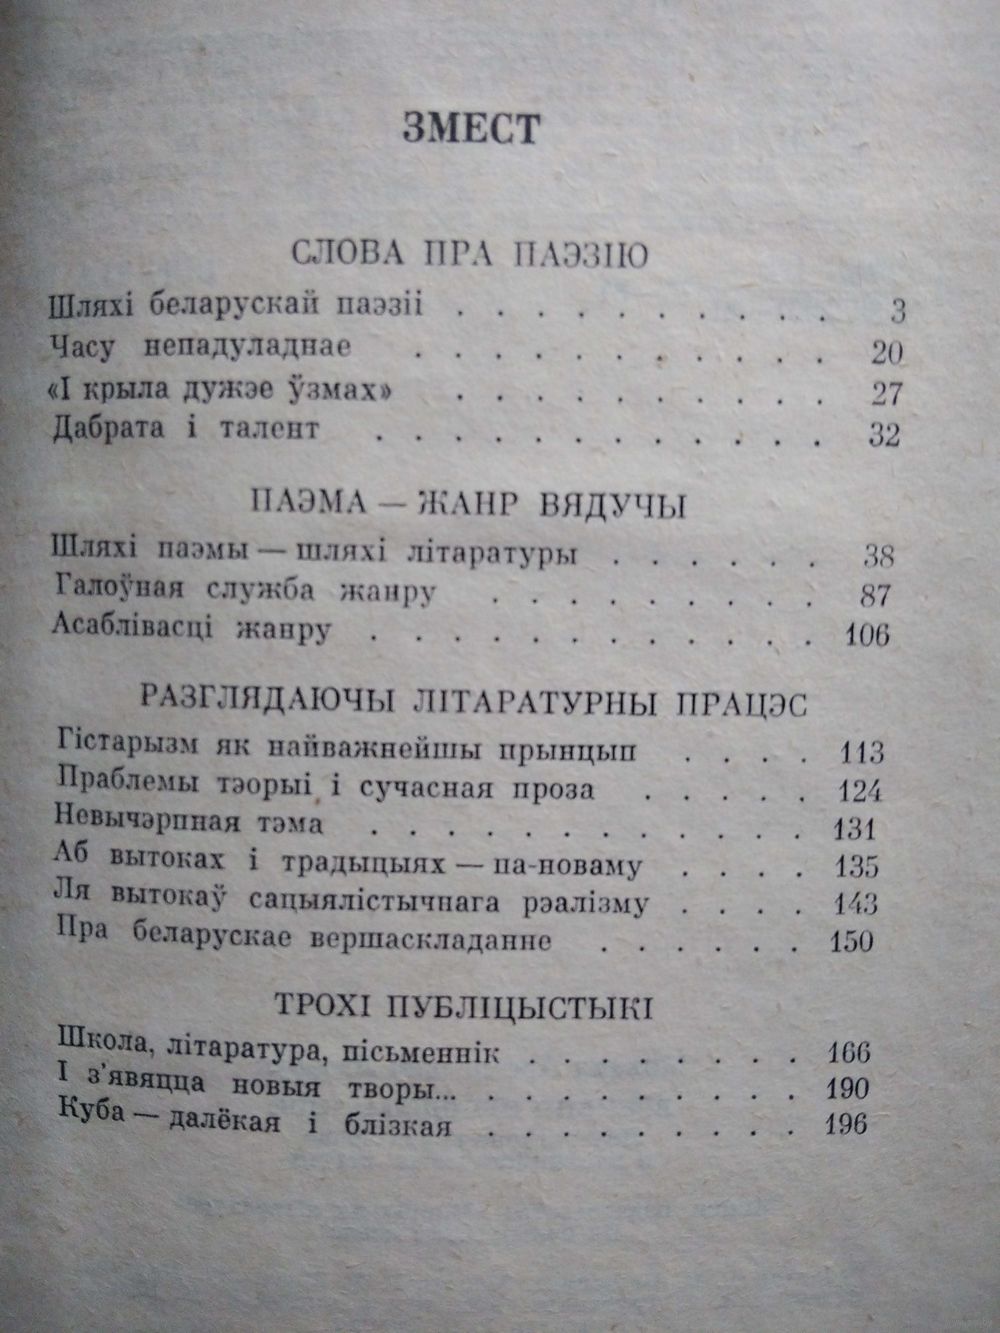 ЗМЕСТ
СЛОВА ПРА ПАЭЗІЮ
Шляхі беларускай паэзіі . . . . . . . . . . 3
Часу непадуладнае . . . . . . . . . . . 20
«І крыла дужэе ўзмах» . . . . . . . . . . 27
Дабрата і талент . . . . . . . . . . . . 32
ПАЭМА — ЖАНР ВЯДУЧЫ
Шляхі паэмы — шляхі літаратуры . . . . . . 38
Галоўная служба жанру . . . . . . . . . 87
Асаблівасці жанру . . . . . . . . . . . . 106
РАЗГЛЯДАЮЧЫ ЛІТАРАТУРНЫ ПРАЦЭС
Гістарызм як найважнейшы прынцып . . . . 113
Праблемы тэорыі і сучасная проза . . . . . 124
Невычэрпная тэма . . . . . . . . . . . . 131
Аб вытоках і традыцыях — па-новаму . . . . 135
Ля вытокаў сацыялістычнага рэалізму . . . . 143
Пра беларускае вершаскладанне . . . . . . 150
ТРОХІ ПУБЛІЦЫСТЫКІ
Школа, літаратура, пісьменнік . . . . . . . . 166
І з'явяцца новыя творы... . . . . . . . . . 190
Куба — далёкая і блізкая . . . . . . . . . 196